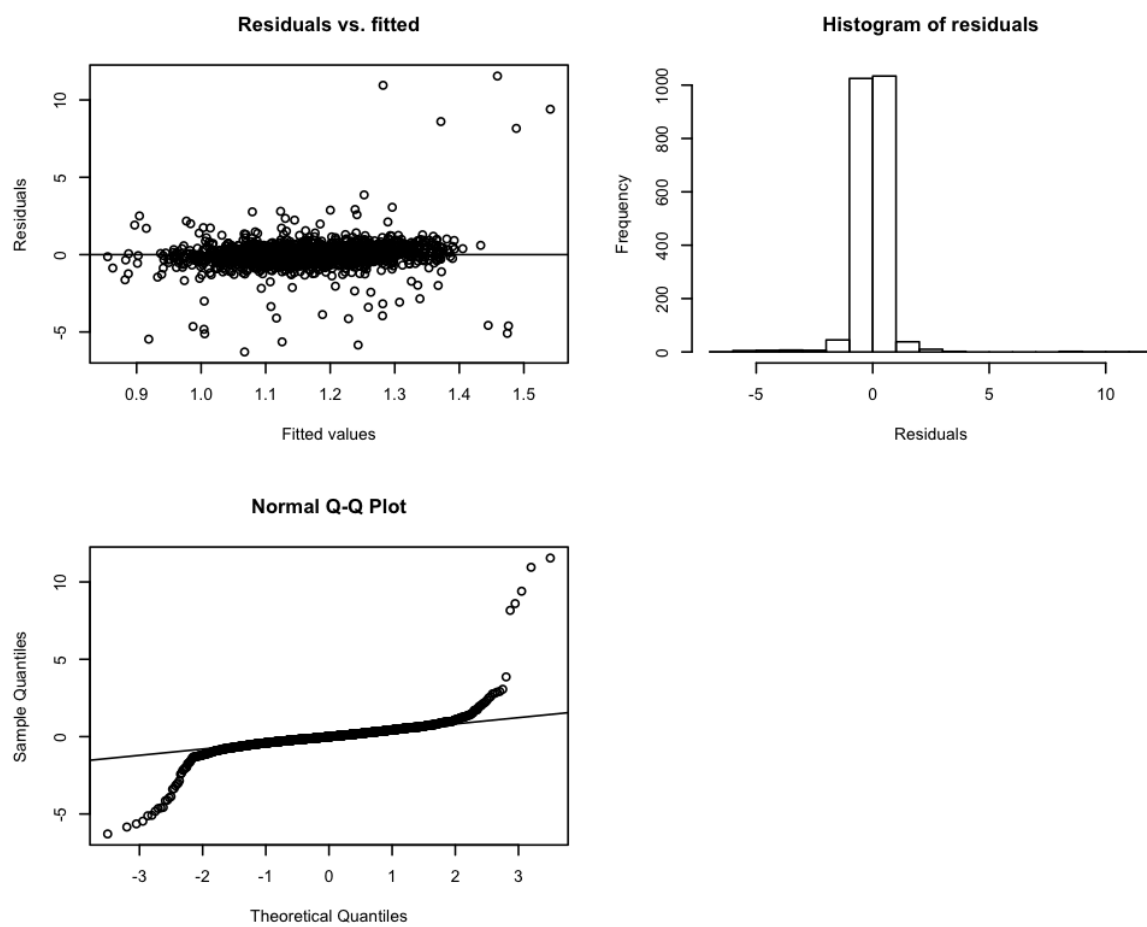 Residuals vs. fitted
Residuals
10
5
0
-5
0.9 1.0 1.1 1.2 1.3 1.4 1.5
Fitted values
Histogram of residuals
Frequency
1000
800
600
400
200
0
-5 0 5 10
Residuals
Normal Q-Q Plot
Sample Quantiles
10
5
0
-5
-3 -2 -1 0 1 2 3
Theoretical Quantiles